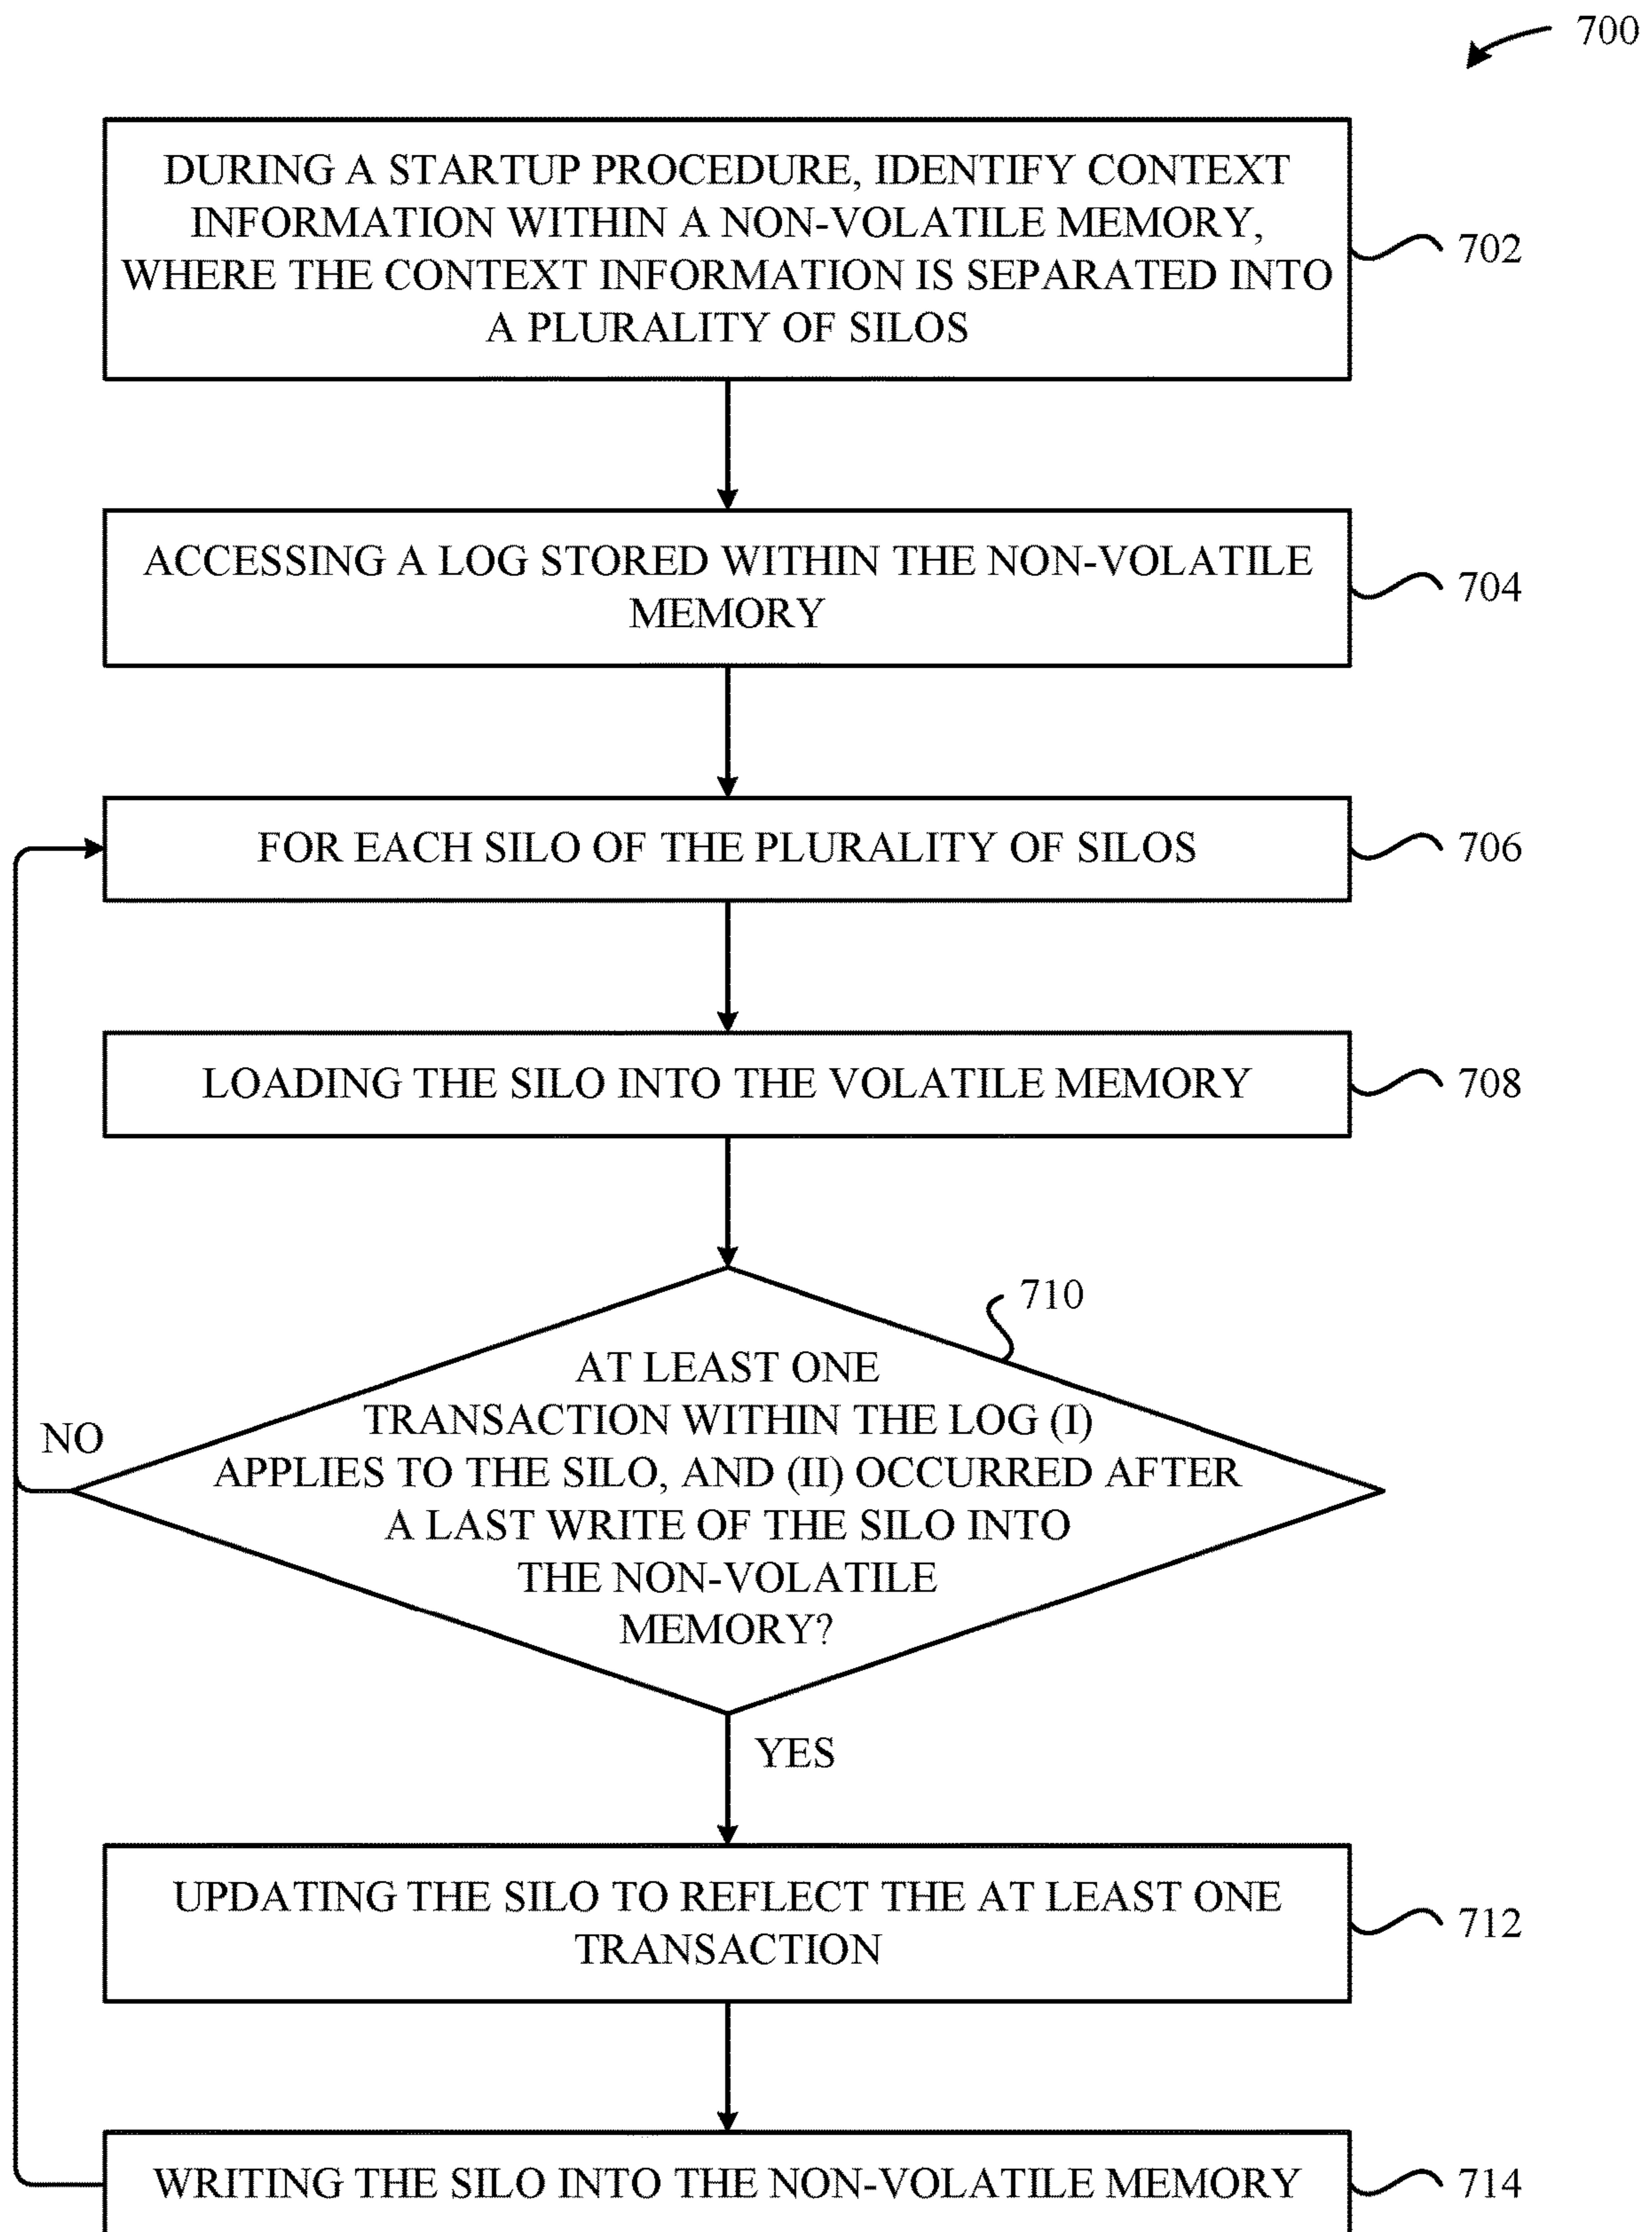 700
DURING A STARTUP PROCEDURE, IDENTIFY CONTEXT
INFORMATION WITHIN A NON-VOLATILE MEMORY,
WHERE THE CONTEXT INFORMATION IS SEPARATED INTO
A PLURALITY OF SILOS
702
ACCESSING A LOG STORED WITHIN THE NON-VOLATILE
MEMORY
704
FOR EACH SILO OF THE PLURALITY OF SILOS
706
LOADING THE SILO INTO THE VOLATILE MEMORY
708
710
AT LEAST ONE
TRANSACTION WITHIN THE LOG (I)
APPLIES TO THE SILO, AND (II) OCCURRED AFTER
A LAST WRITE OF THE SILO INTO
THE NON-VOLATILE
MEMORY?
NO
YES
UPDATING THE SILO TO REFLECT THE AT LEAST ONE
TRANSACTION
712
WRITING THE SILO INTO THE NON-VOLATILE MEMORY
714